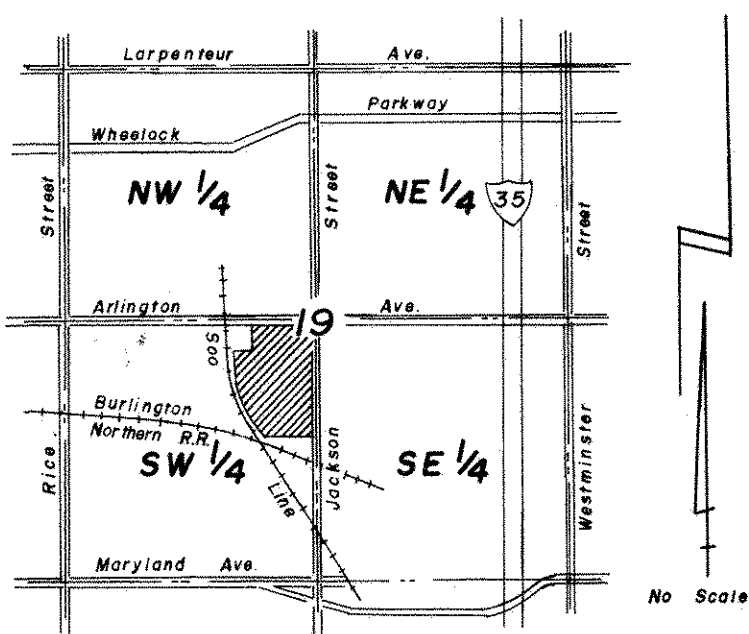 Larpenteur Ave.
Parkway
Wheelock
NW 1/4
NE 1/4
35
Street
Street
Street
Arlington Ave.
19
Soo
Burlington
Northern R.R.
SW 1/4
SE 1/4
Line
Rice
Jackson
Westminster
Maryland Ave.
No Scale